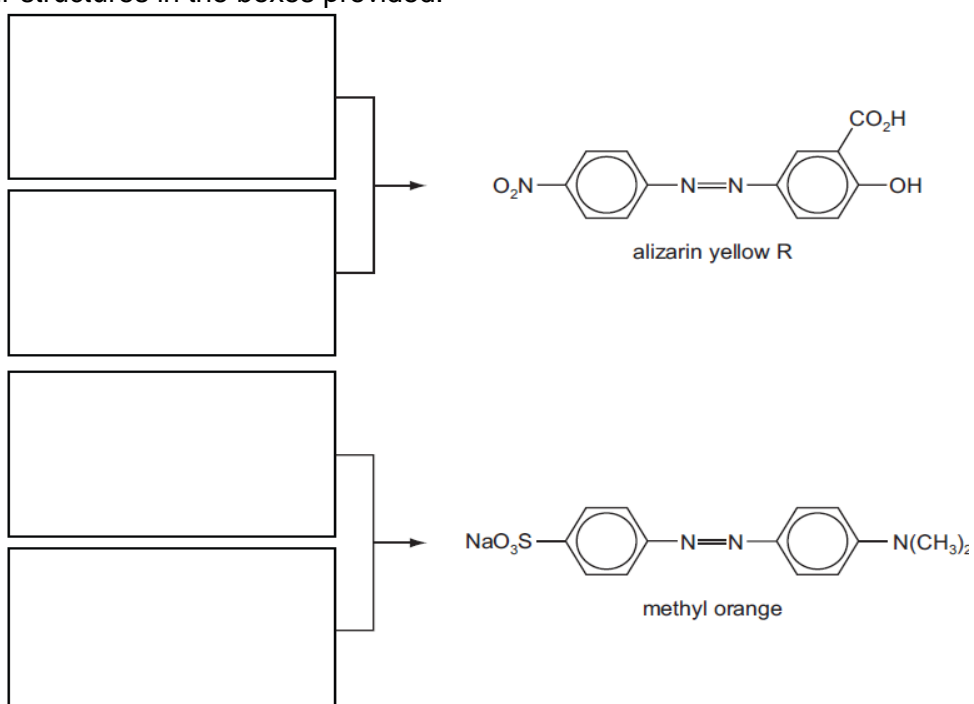 structures in the boxes provided.
CO₂H
O₂N N=N OH
alizarin yellow R
NaO₃S N=N N(CH₃)₂
methyl orange